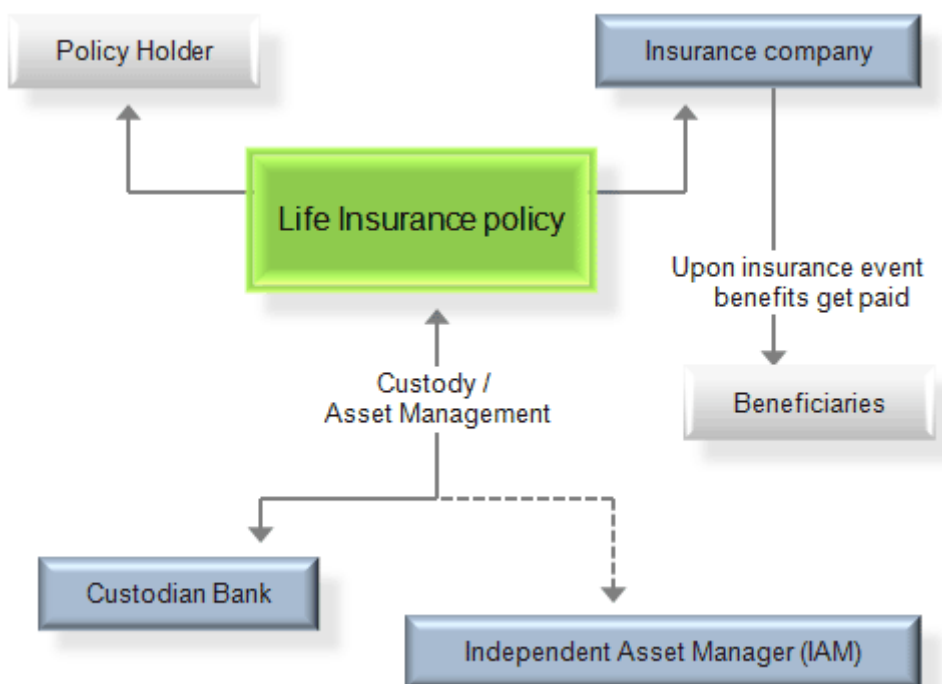 Policy Holder
Insurance company
Life Insurance policy
Upon insurance event
benefits get paid
Custody /
Asset Management
Beneficiaries
Custodian Bank
Independent Asset Manager (IAM)